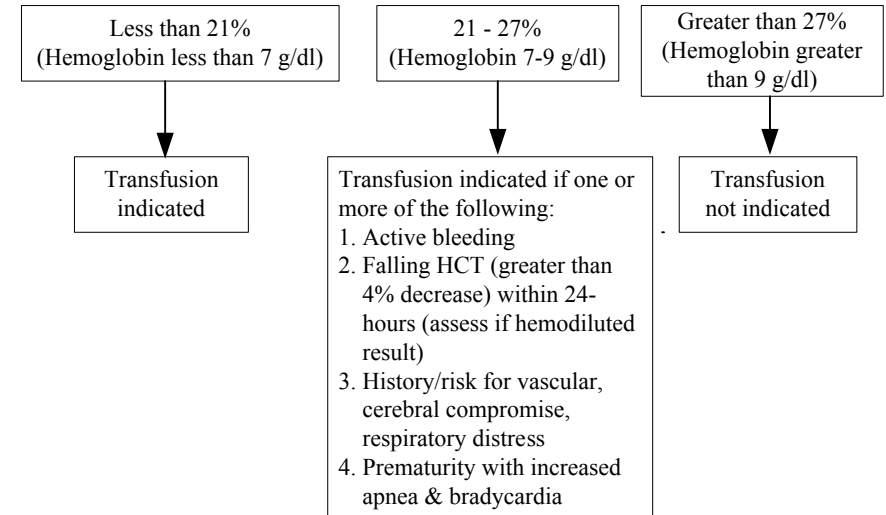 Less than 21%
(Hemoglobin less than 7 g/dl)
21 - 27%
(Hemoglobin 7-9 g/dl)
Greater than 27%
(Hemoglobin greater
than 9 g/dl)
Transfusion
indicated
Transfusion indicated if one or
more of the following:
1. Active bleeding
2. Falling HCT (greater than
4% decrease) within 24-
hours (assess if hemodiluted
result)
3. History/risk for vascular,
cerebral compromise,
respiratory distress
4. Prematurity with increased
apnea & bradycardia
Transfusion
not indicated